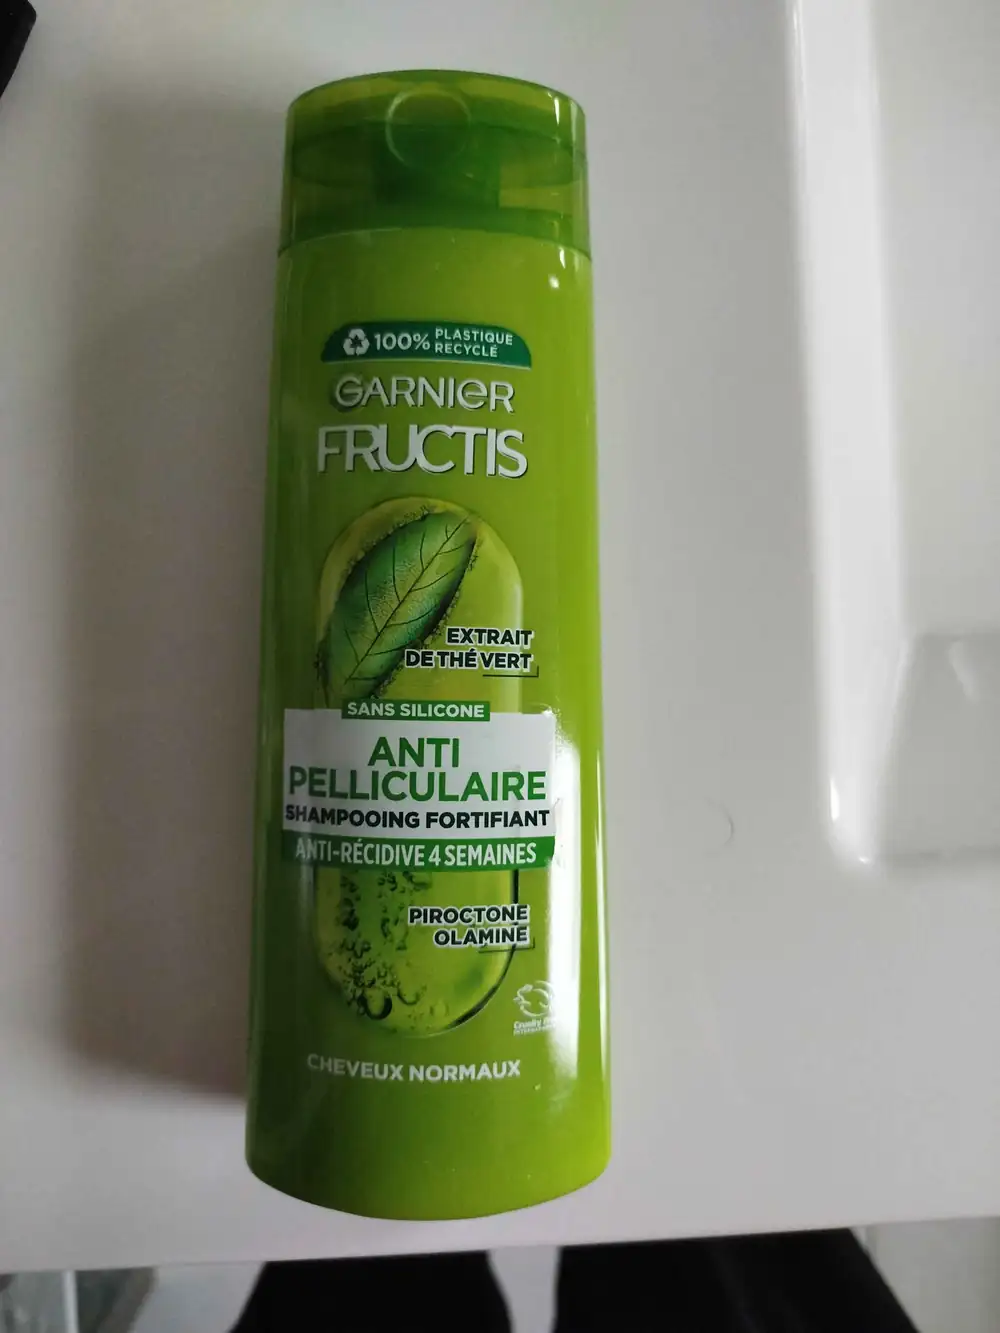 100% PLASTIQUE
RECYCLÉ
GARNIER
FRUCTIS
EXTRAIT
DE THÉ VERT
SANS SILICONE
ANTI
PELLICULAIRE
SHAMPOOING FORTIFIANT
ANTI-RÉCIDIVE 4 SEMAINES
PIROCTONE
OLAMINE
Cruelty
CHEVEUX NORMAUX